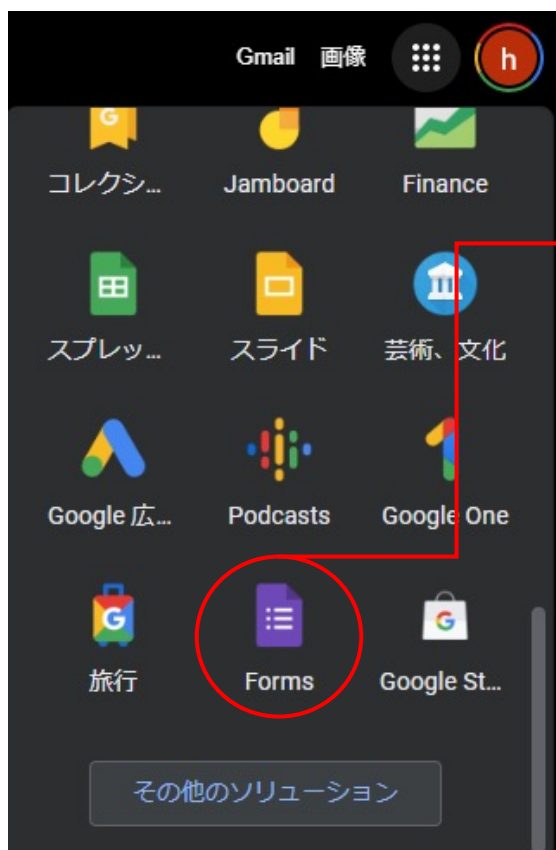 Gmail 画像 h
G
コレクシ... Jamboard Finance
スプレッ... スライド 芸術、文化
Google 広... Podcasts Google One
G G
旅行 Forms Google St...
その他のソリューション